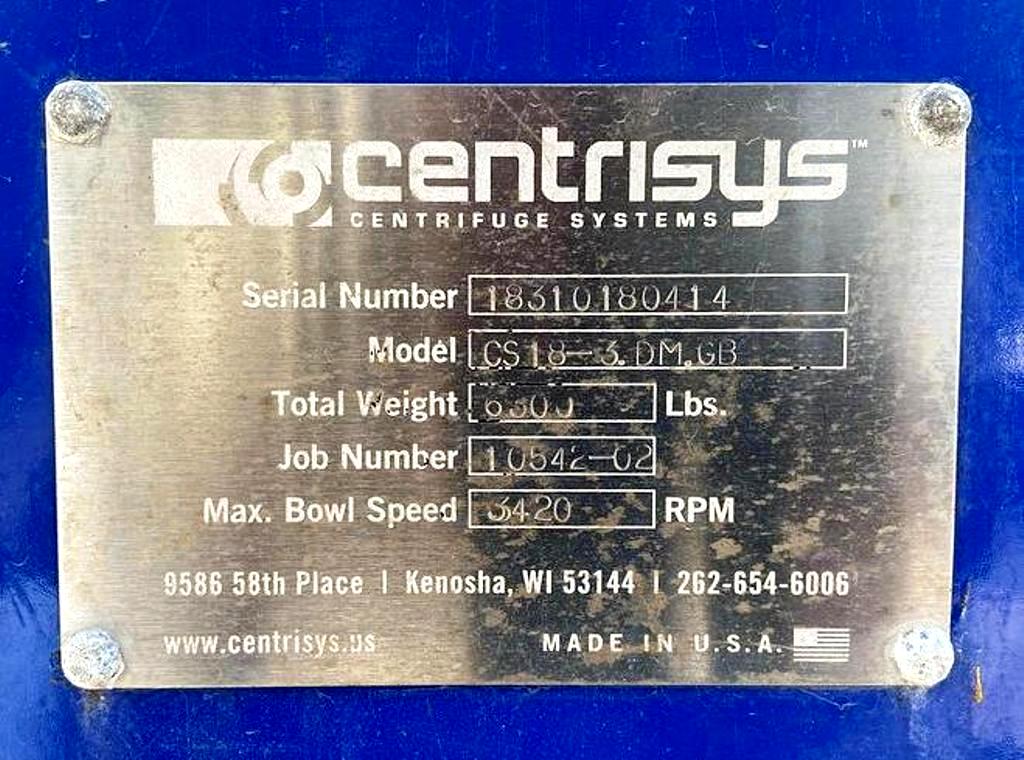 centrisys™
CENTRIFUGE SYSTEMS
Serial Number 18310180414
Model CS18-3.DM.GB
Total Weight 6300 Lbs.
Job Number 10542-02
Max. Bowl Speed 3420 RPM
9586 58th Place | Kenosha, WI 53144 | 262-654-6006
www.centrisys.us MADE IN U.S.A.